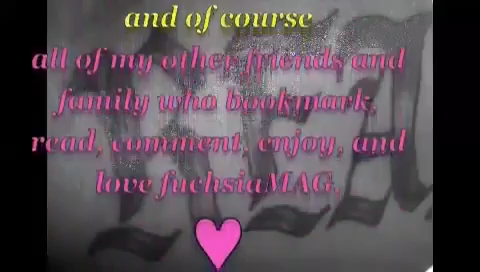 and of course
all of my other friends and
family who bookmark,
read, comment, enjoy, and
love fuchsiaMAG.